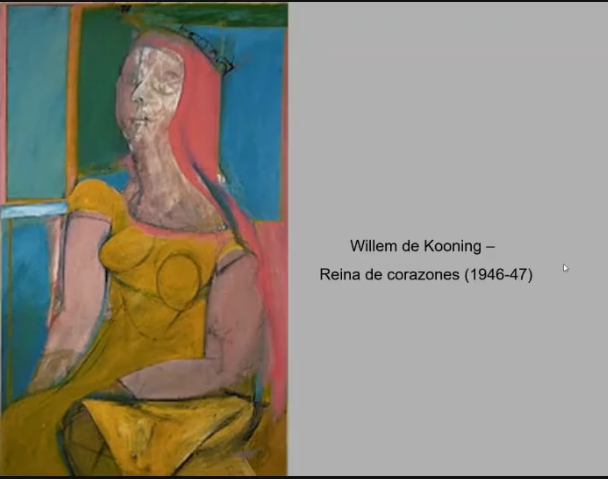 Willem de Kooning –
Reina de corazones (1946-47)